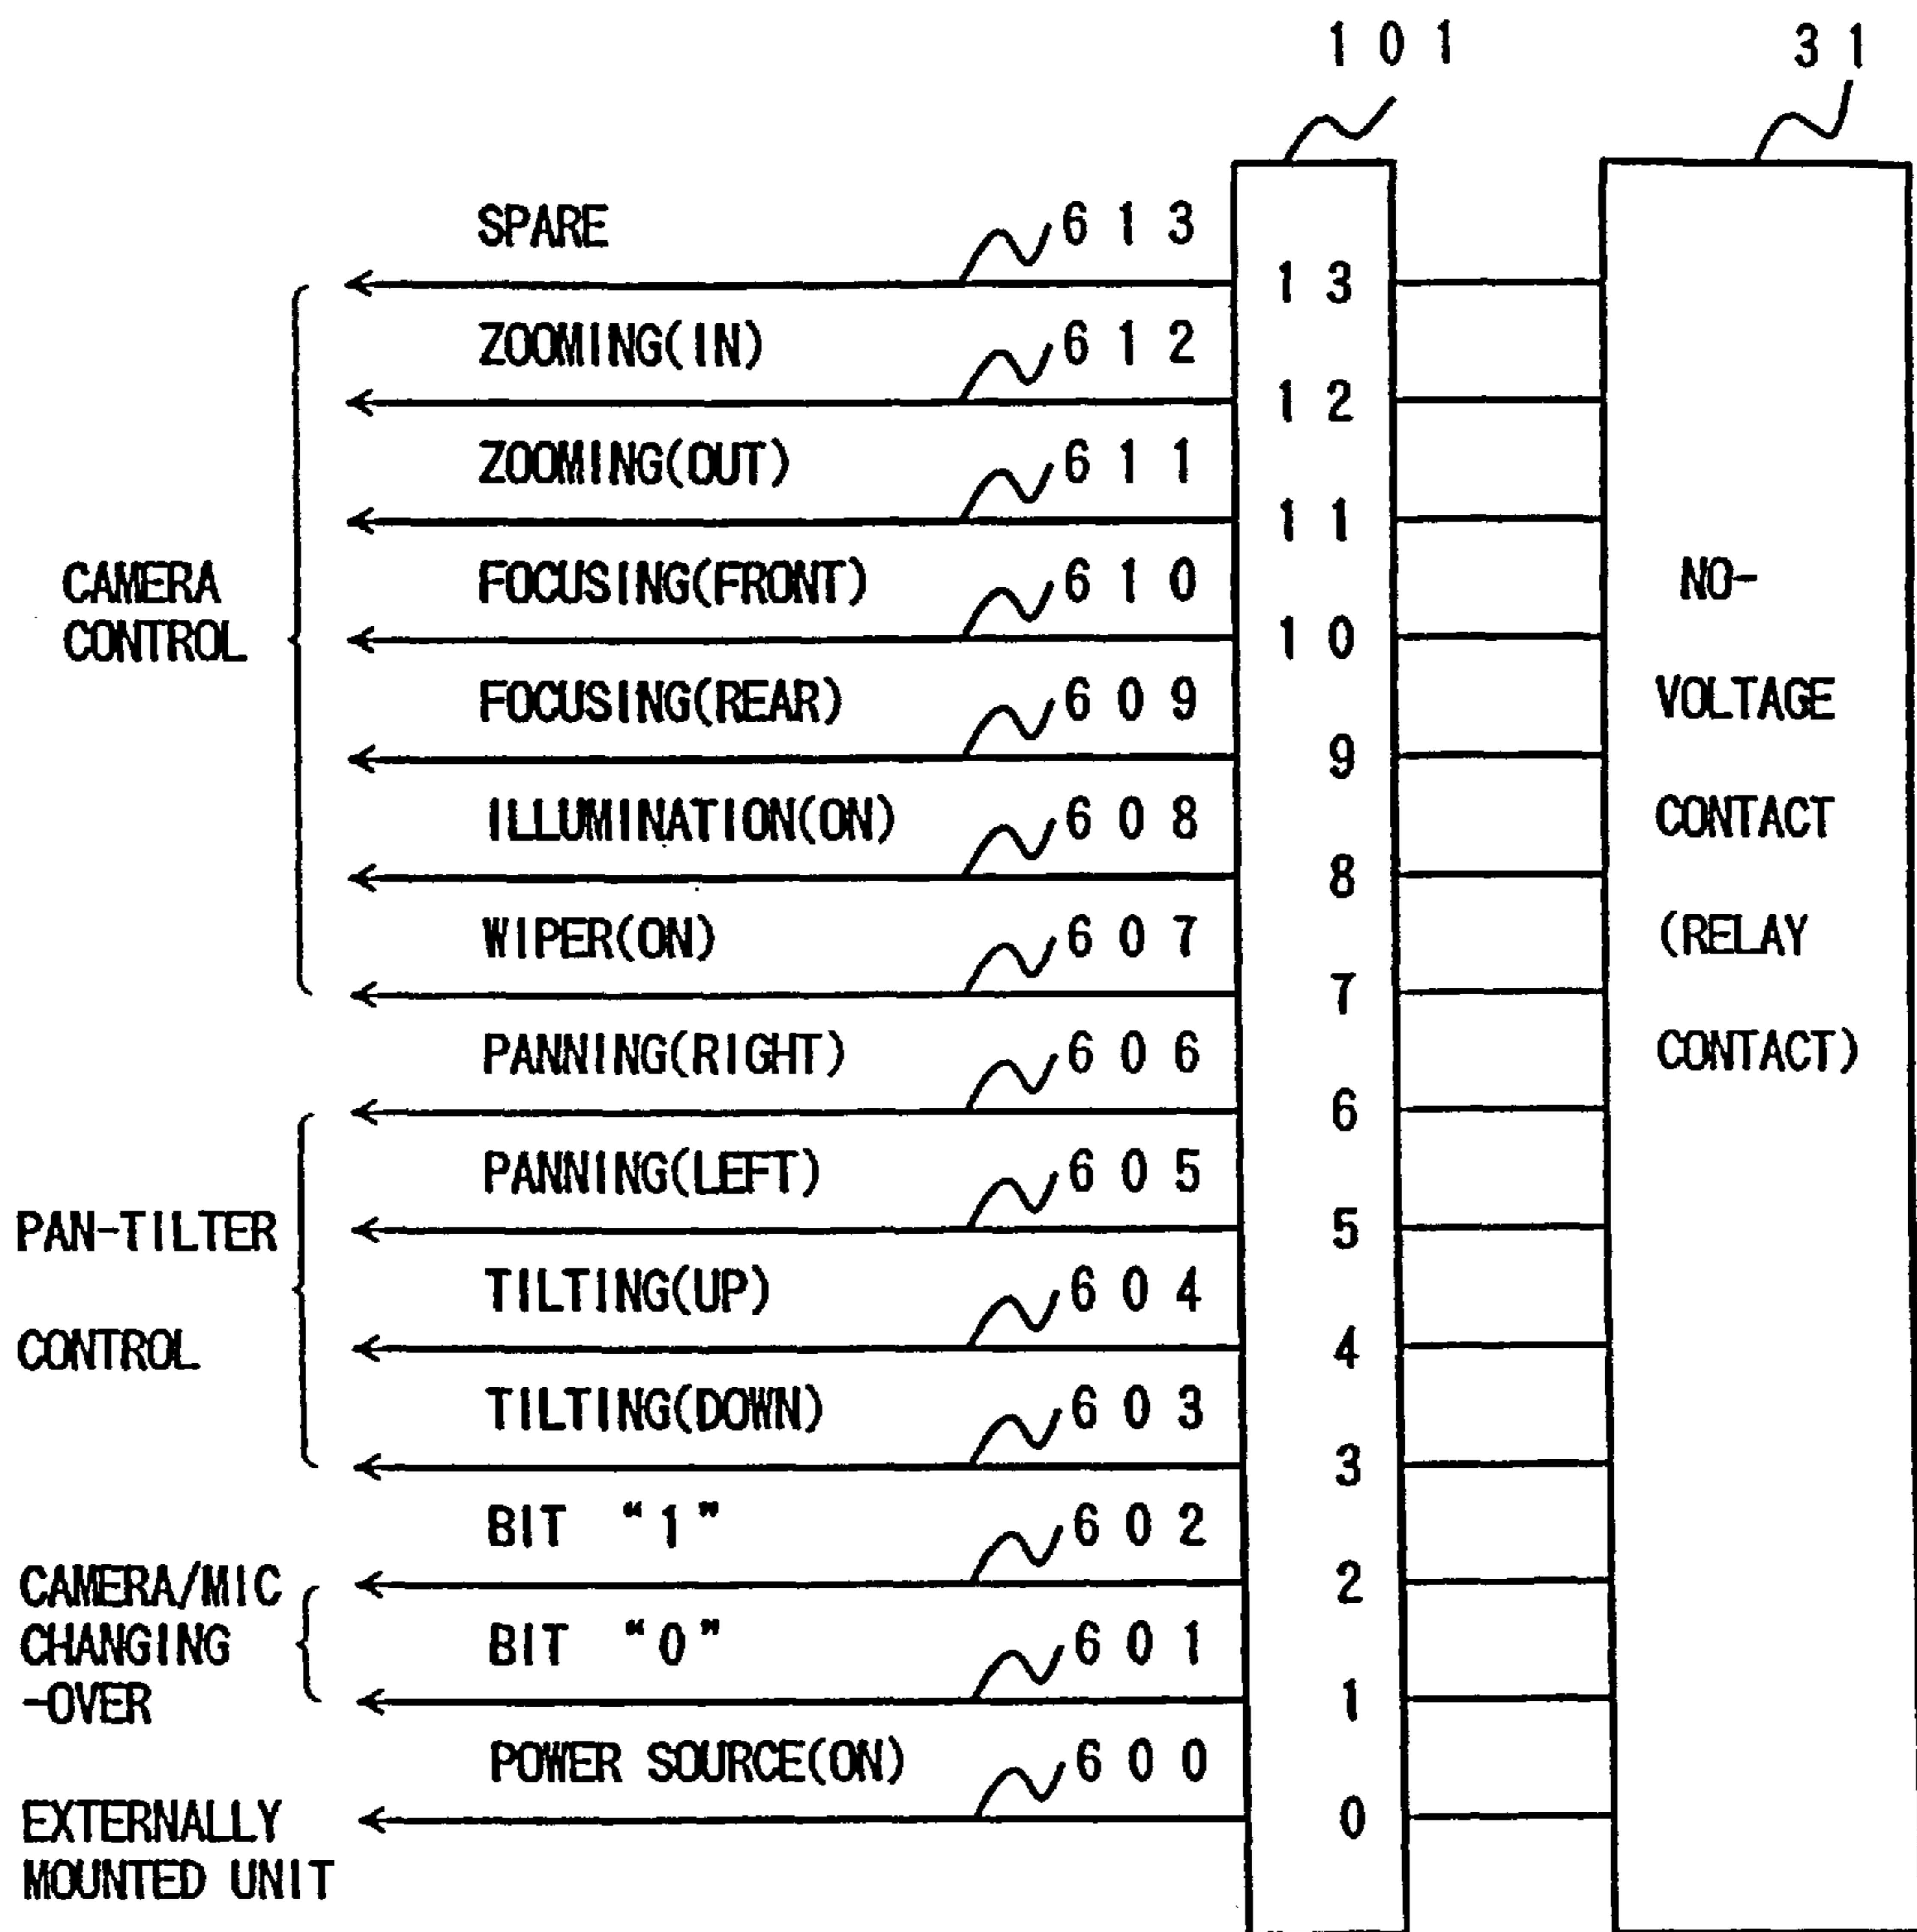 101 31
SPARE 613
13
ZOOMING(IN) 612
12
ZOOMING(OUT) 611
11
CAMERA
CONTROL
FOCUSING(FRONT) 610
10
FOCUSING(REAR) 609
9
ILLUMINATION(ON) 608
8
WIPER(ON) 607
7
PANNING(RIGHT) 606
6
PAN-TILTER
CONTROL
PANNING(LEFT) 605
5
TILTING(UP) 604
4
TILTING(DOWN) 603
3
BIT “1” 602
2
CAMERA/MIC
CHANGING
-OVER
BIT “0” 601
1
POWER SOURCE(ON) 600
0
EXTERNALLY
MOUNTED UNIT
NO-
VOLTAGE
CONTACT
(RELAY
CONTACT)